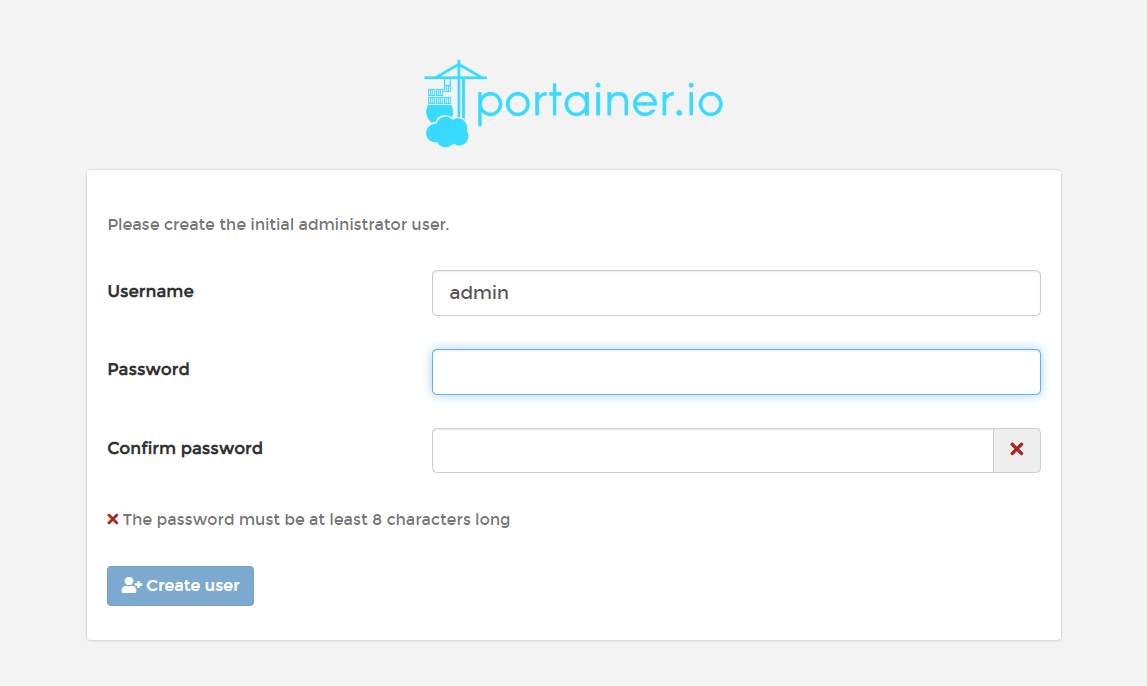 portainer.io
Please create the initial administrator user.
Username
admin
Password
Confirm password
The password must be at least 8 characters long
Create user